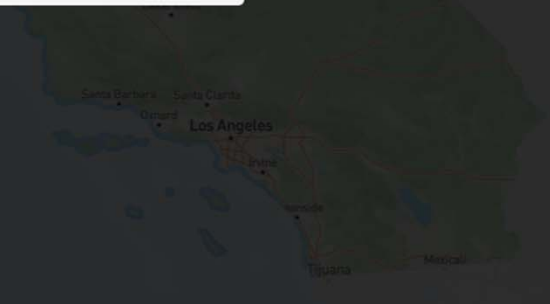 Santa Barbara
Santa Clarita
Oxnard
Los Angeles
Irvine
Tijuana
Mexicali